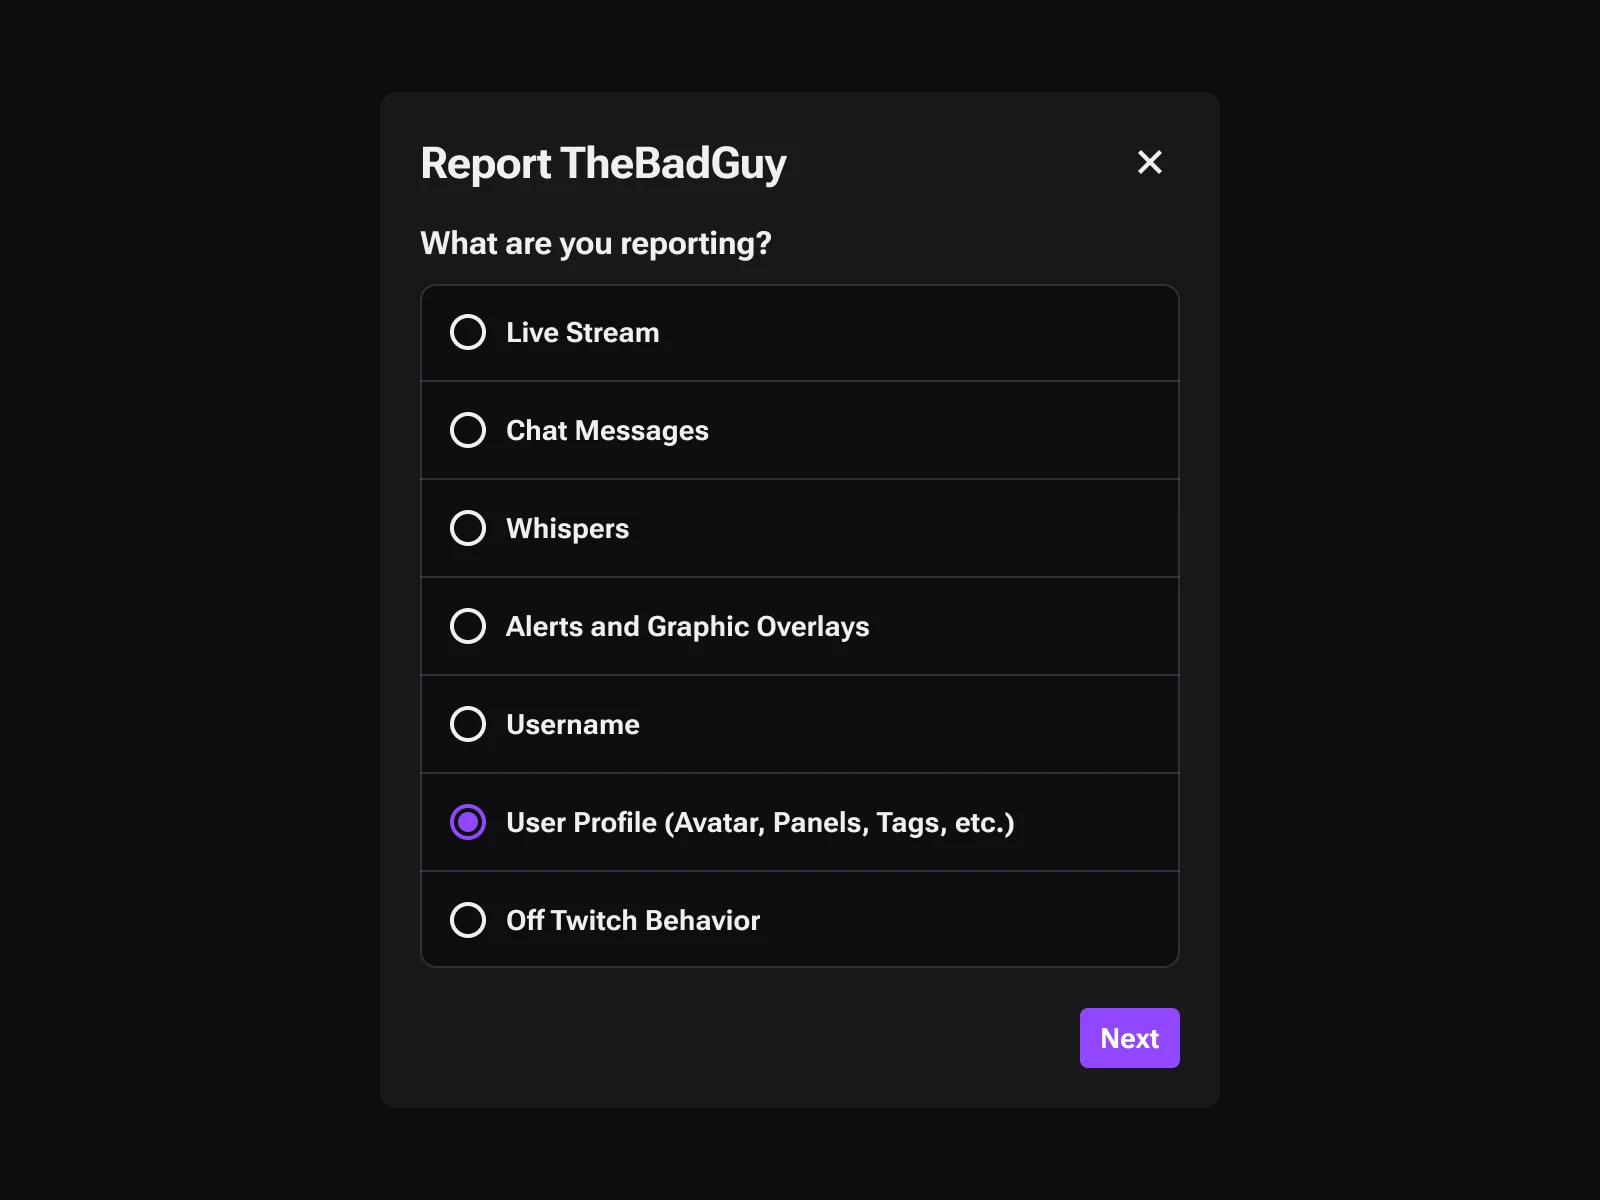 Report TheBadGuy
What are you reporting?
Live Stream
Chat Messages
Whispers
Alerts and Graphic Overlays
Username
User Profile (Avatar, Panels, Tags, etc.)
Off Twitch Behavior
Next